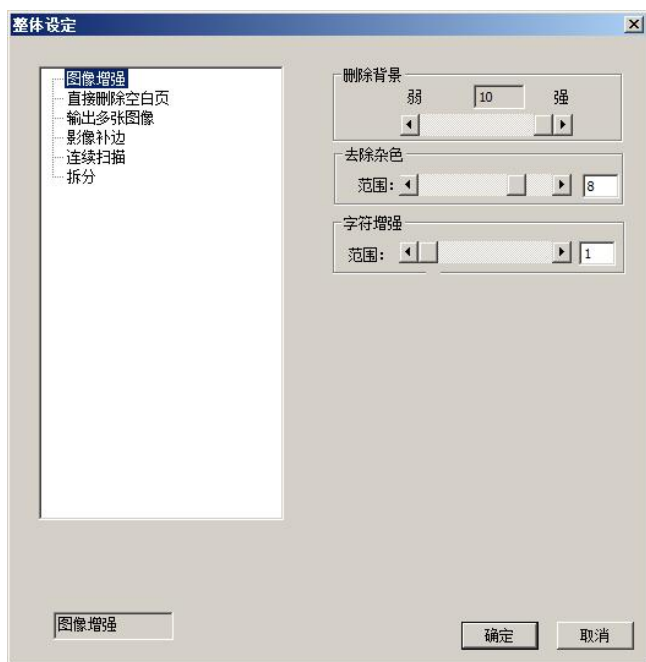 整体设定
图像增强
直接删除空白页
输出多张图像
影像补边
连续扫描
拆分
删除背景
弱 10 强
去除杂色
范围: 8
字符增强
范围: 1
图像增强
确定 取消